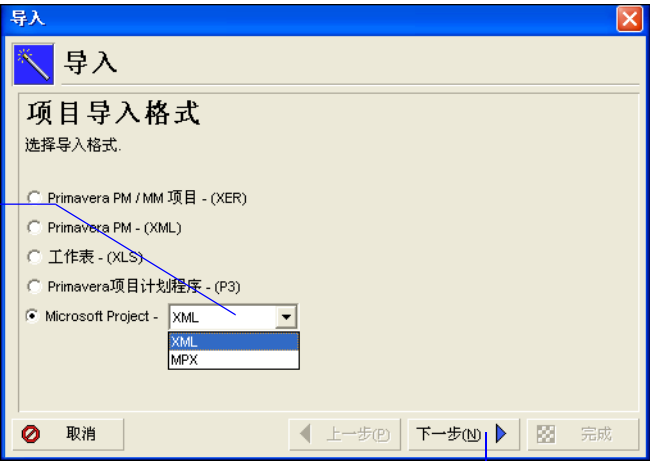 导入
导入
项目导入格式
选择导入格式.
Primavera PM / MM 项目 - (XER)
Primavera PM - (XML)
工作表 - (XLS)
Primavera项目计划程序 - (P3)
Microsoft Project - XML
XML
MPX
取消 上一步(P) 下一步(N) 完成